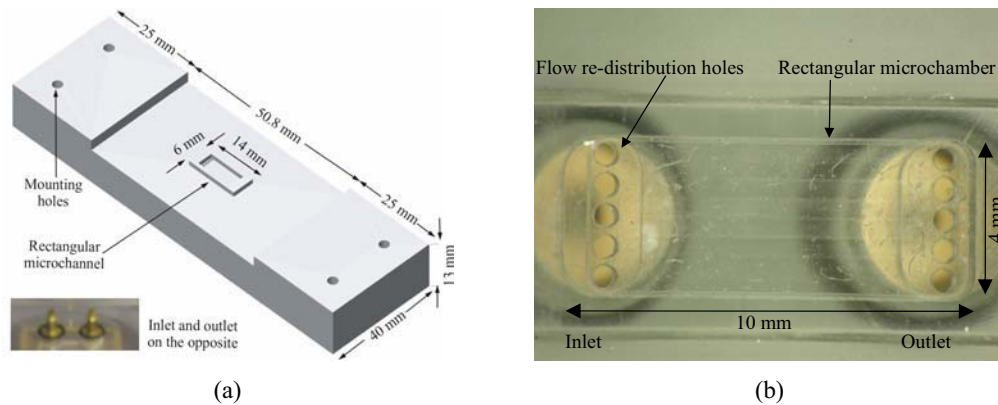 25 mm
50.8 mm
6 mm
14 mm
25 mm
Mounting
holes
Rectangular
microchannel
13 mm
40 mm
Inlet and outlet
on the opposite
(a)
Flow re-distribution holes
Rectangular microchamber
4 mm
10 mm
Inlet
Outlet
(b)